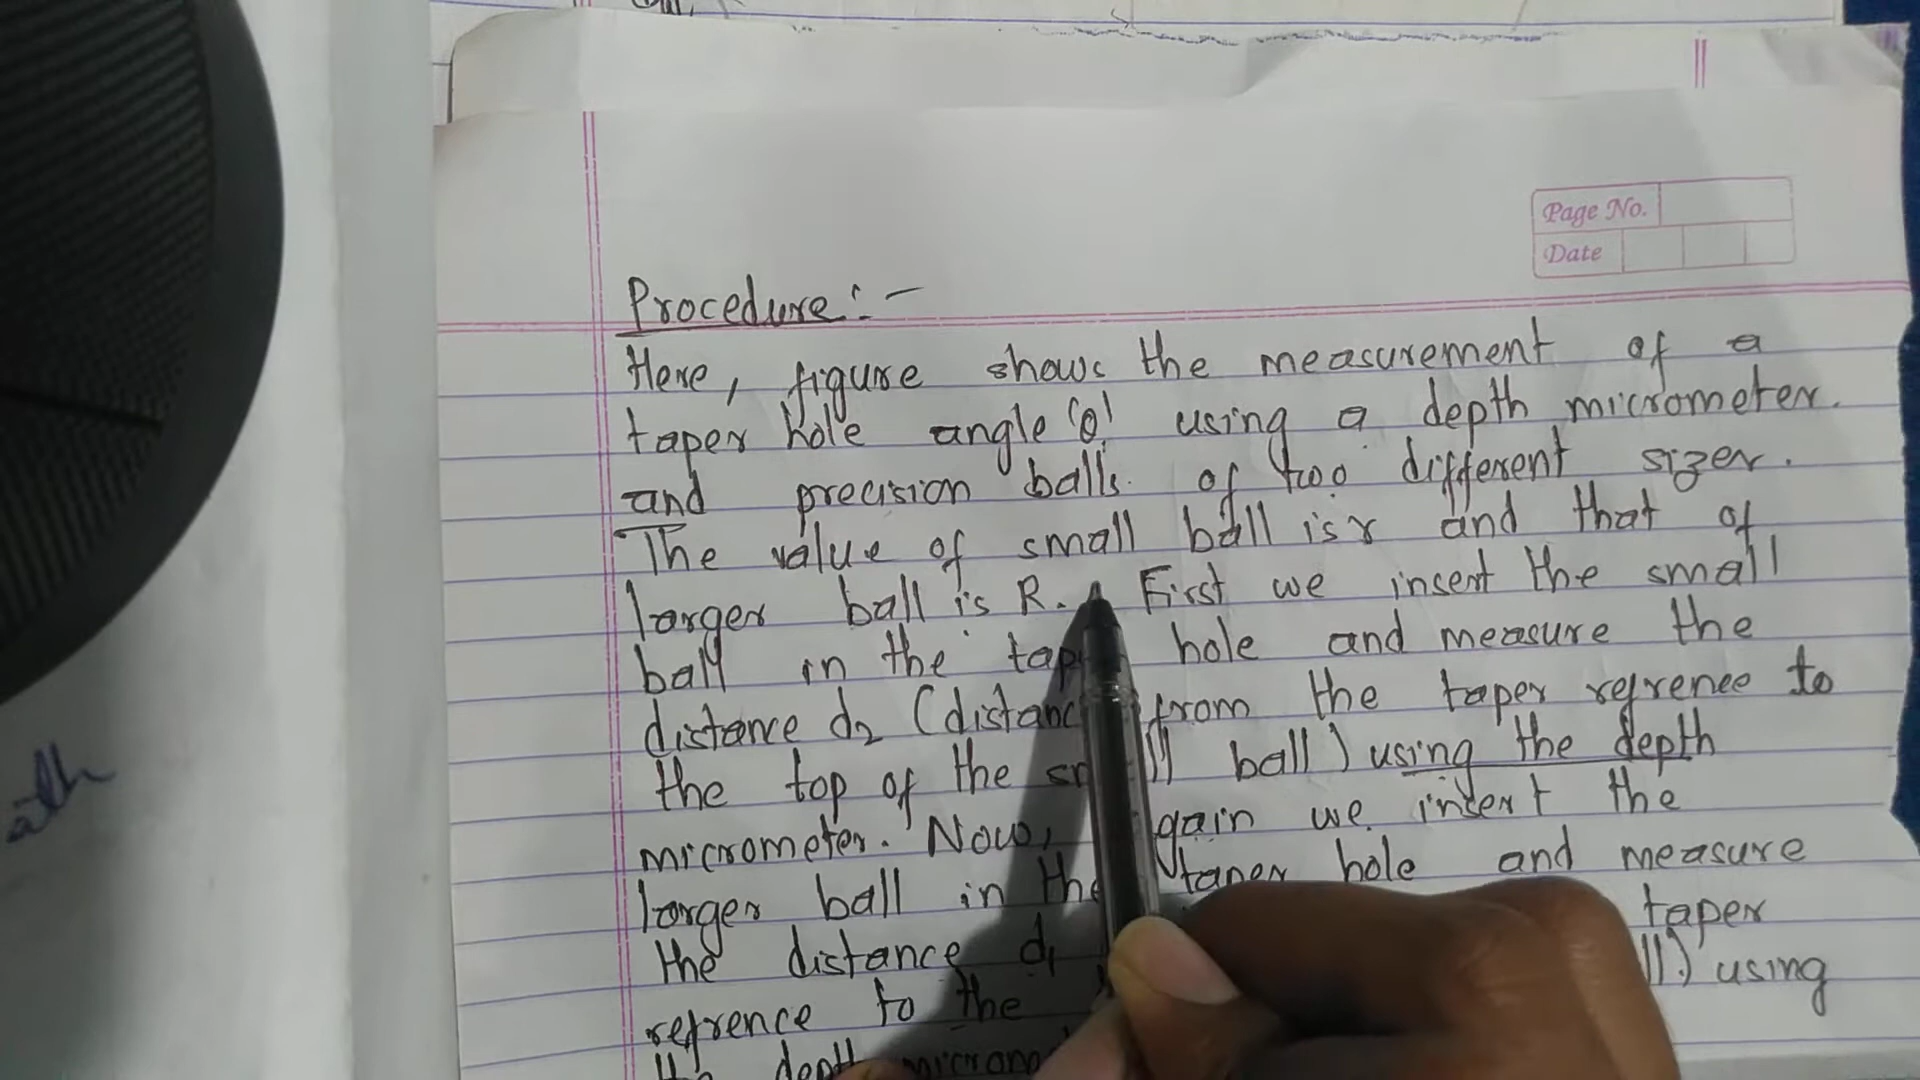 Page No.
Date
Procedure:-
Here, figure shows the measurement of a
taper hole angle 'θ' using a depth micrometer.
and precision balls. of two different sizer.
The value of small ball is r and that of
larger ball is R. First we insert the small
ball in the hole and measure the
distance d₂ (distanc from the taper refrence to
the top of the ball) using the depth
micrometer. Now, gain we insert the
larger ball in the taper hole and measure
the distance d₁ taper
refrence to the using
depth
ath